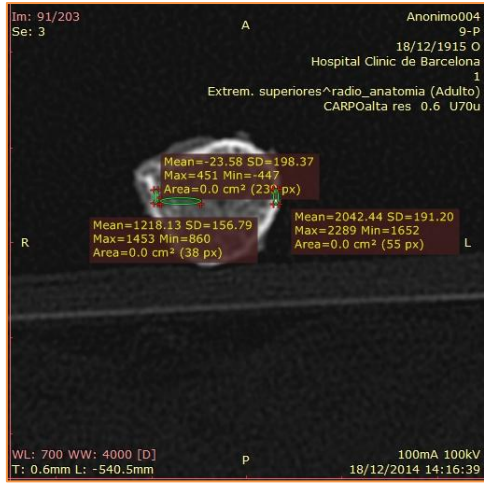 Im: 91/203
Se: 3
A
Anonimo004
9-P
18/12/1915 O
Hospital Clinic de Barcelona
1
Extrem. superiores^radio_anatomia (Adulto)
CARPOalta res 0.6 U70u
Mean=-23.58 SD=198.37
Max=451 Min=-447
Area=0.0 cm² (239 px)
Mean=1218.13 SD=156.79
Max=1453 Min=860
Area=0.0 cm² (38 px)
Mean=2042.44 SD=191.20
Max=2289 Min=1652
Area=0.0 cm² (55 px)
R
L
WL: 700 WW: 4000 [D]
T: 0.6mm L: -540.5mm
P
100mA 100kV
18/12/2014 14:16:39